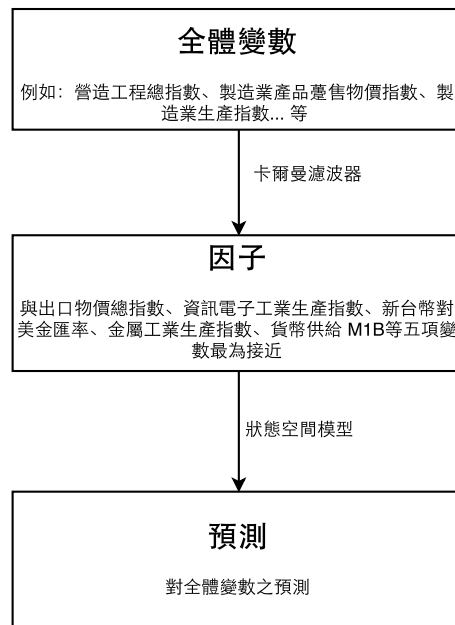 全體變數
例如：營造工程總指數、製造業產品躉售物價指數、製
造業生產指數... 等
卡爾曼濾波器
因子
與出口物價總指數、資訊電子工業生產指數、新台幣對
美金匯率、金屬工業生產指數、貨幣供給 M1B等五項變
數最為接近
狀態空間模型
預測
對全體變數之預測